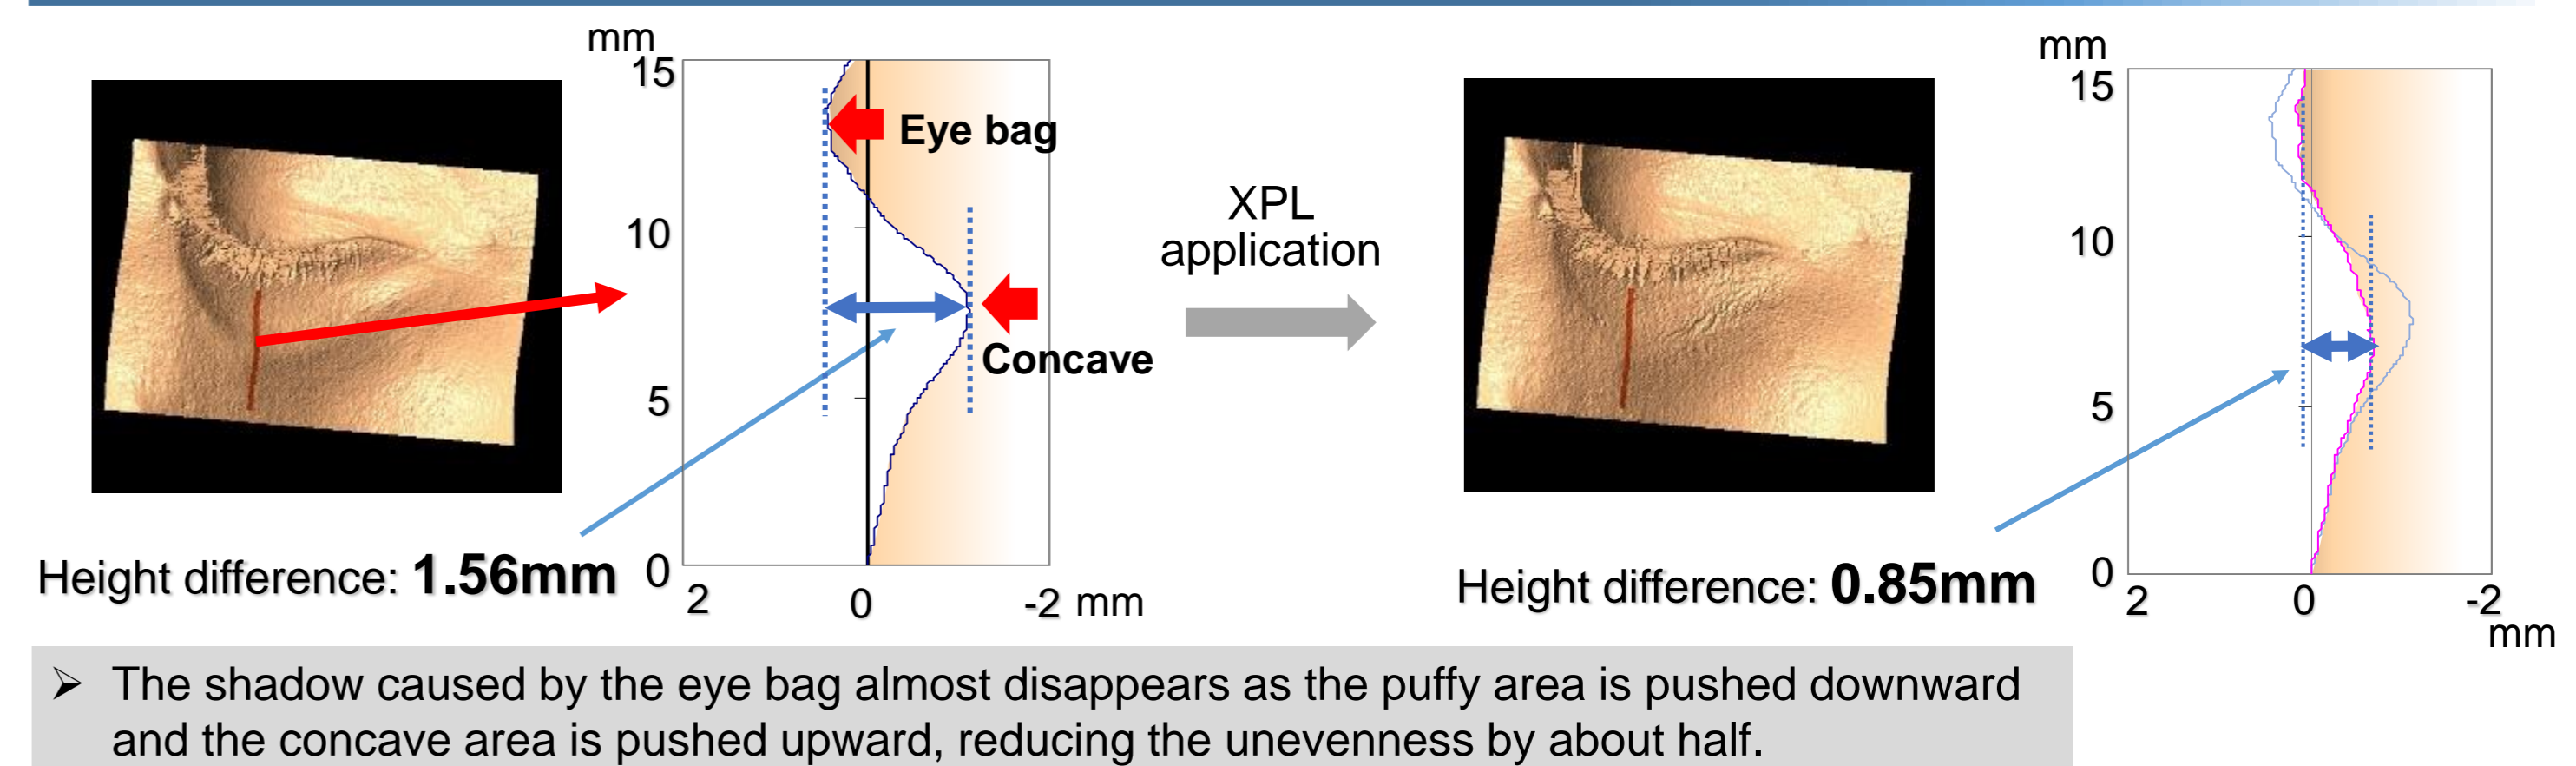 mm
15
10
5
0
2
0
-2 mm
Eye bag
Concave
Height difference: 1.56mm
XPL
application
mm
15
10
5
0
2
0
-2
mm
Height difference: 0.85mm
➢ The shadow caused by the eye bag almost disappears as the puffy area is pushed downward
and the concave area is pushed upward, reducing the unevenness by about half.